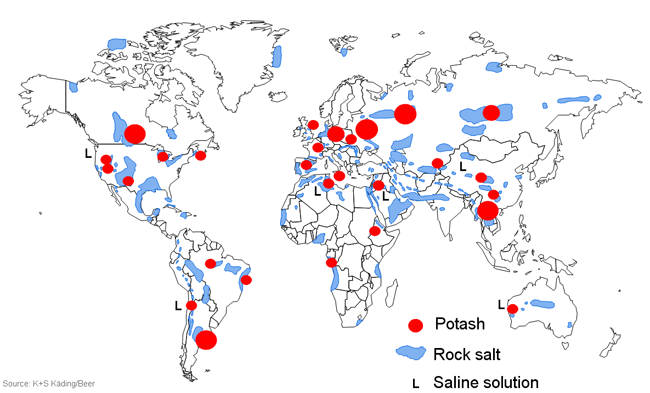 L
L
L
L
L
L
Potash
Rock salt
L Saline solution
Source: K+S Käding/Beer